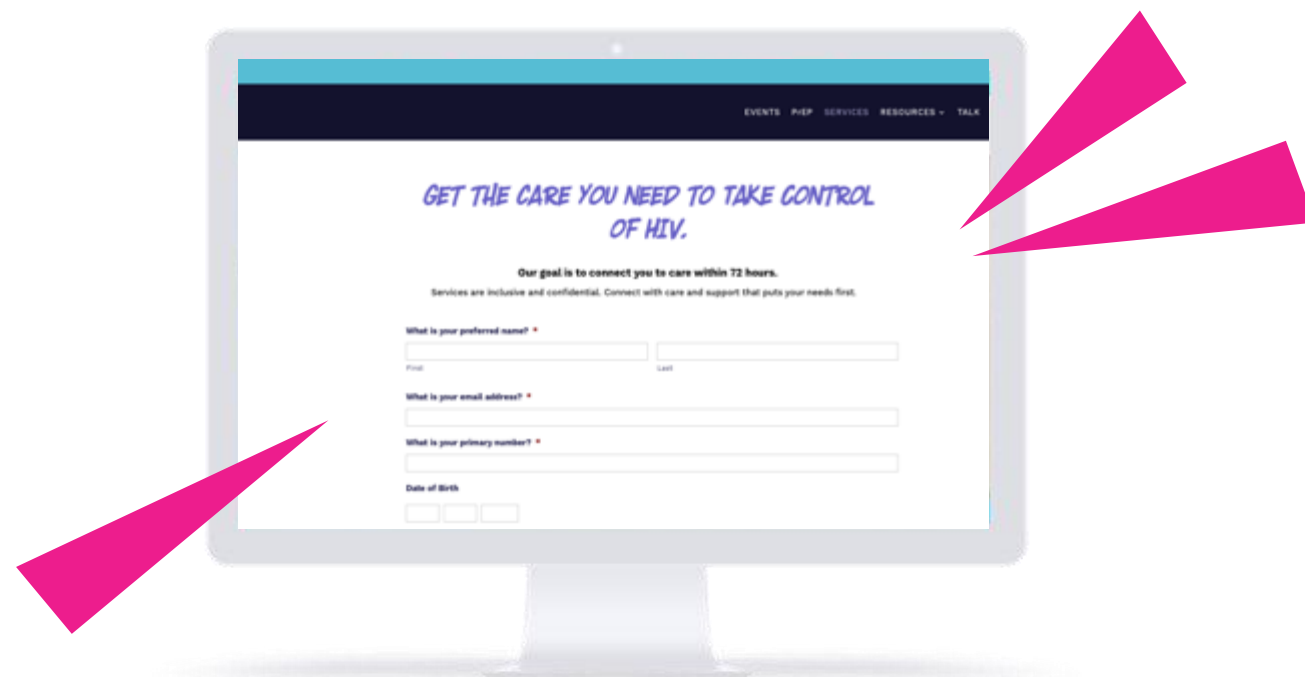 EVENTS PrEP SERVICES RESOURCES TALK
GET THE CARE YOU NEED TO TAKE CONTROL
OF HIV.
Our goal is to connect you to care within 72 hours.
Services are inclusive and confidential. Connect with care and support that puts your needs first.
What is your preferred name? *
First Last
What is your email address? *
What is your primary number? *
Date of Birth